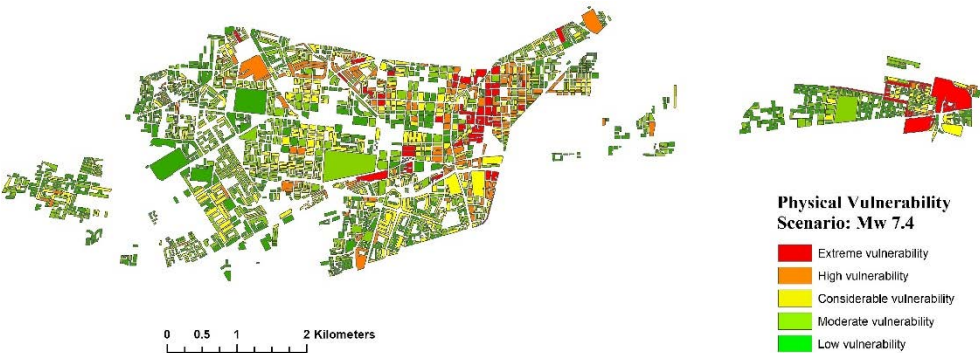 Physical Vulnerability
Scenario: Mw 7.4
Extreme vulnerability
High vulnerability
Considerable vulnerability
Moderate vulnerability
Low vulnerability
0 0.5 1 2 Kilometers